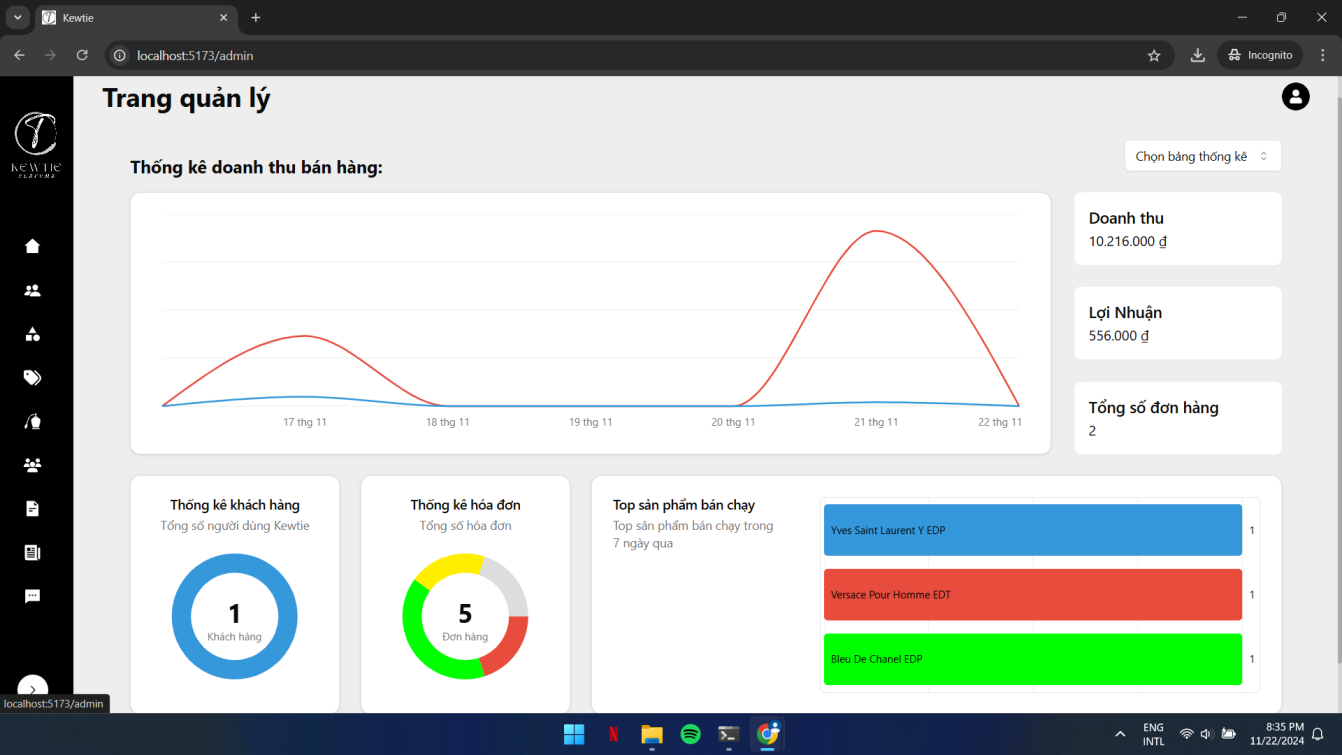 Kewtie
localhost:5173/admin
Incognito
Trang quản lý
KEWTIE
PERFUME
Chọn bảng thống kê
Thống kê doanh thu bán hàng:
Doanh thu
10.216.000 ₫
Lợi Nhuận
556.000 ₫
Tổng số đơn hàng
2
17 thg 11
18 thg 11
19 thg 11
20 thg 11
21 thg 11
22 thg 11
Thống kê khách hàng
Tổng số người dùng Kewtie
1
Khách hàng
Thống kê hóa đơn
Tổng số hóa đơn
5
Đơn hàng
Top sản phẩm bán chạy
Top sản phẩm bán chạy trong
7 ngày qua
Yves Saint Laurent Y EDP
1
Versace Pour Homme EDT
1
Bleu De Chanel EDP
1
localhost:5173/admin
ENG
INTL
8:35 PM
11/22/2024